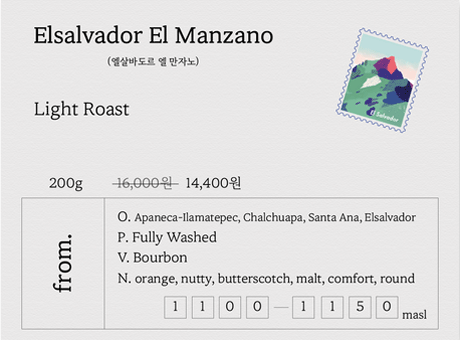 Elsalvador El Manzano
(엘살바도르 엘 만자노)
El Salvador
Light Roast
200g 16,000원 14,400원
from.
O. Apaneca-Ilamatepec, Chalchuapa, Santa Ana, Elsalvador
P. Fully Washed
V. Bourbon
N. orange, nutty, butterscotch, malt, comfort, round
1 1 0 0 — 1 1 5 0 masl